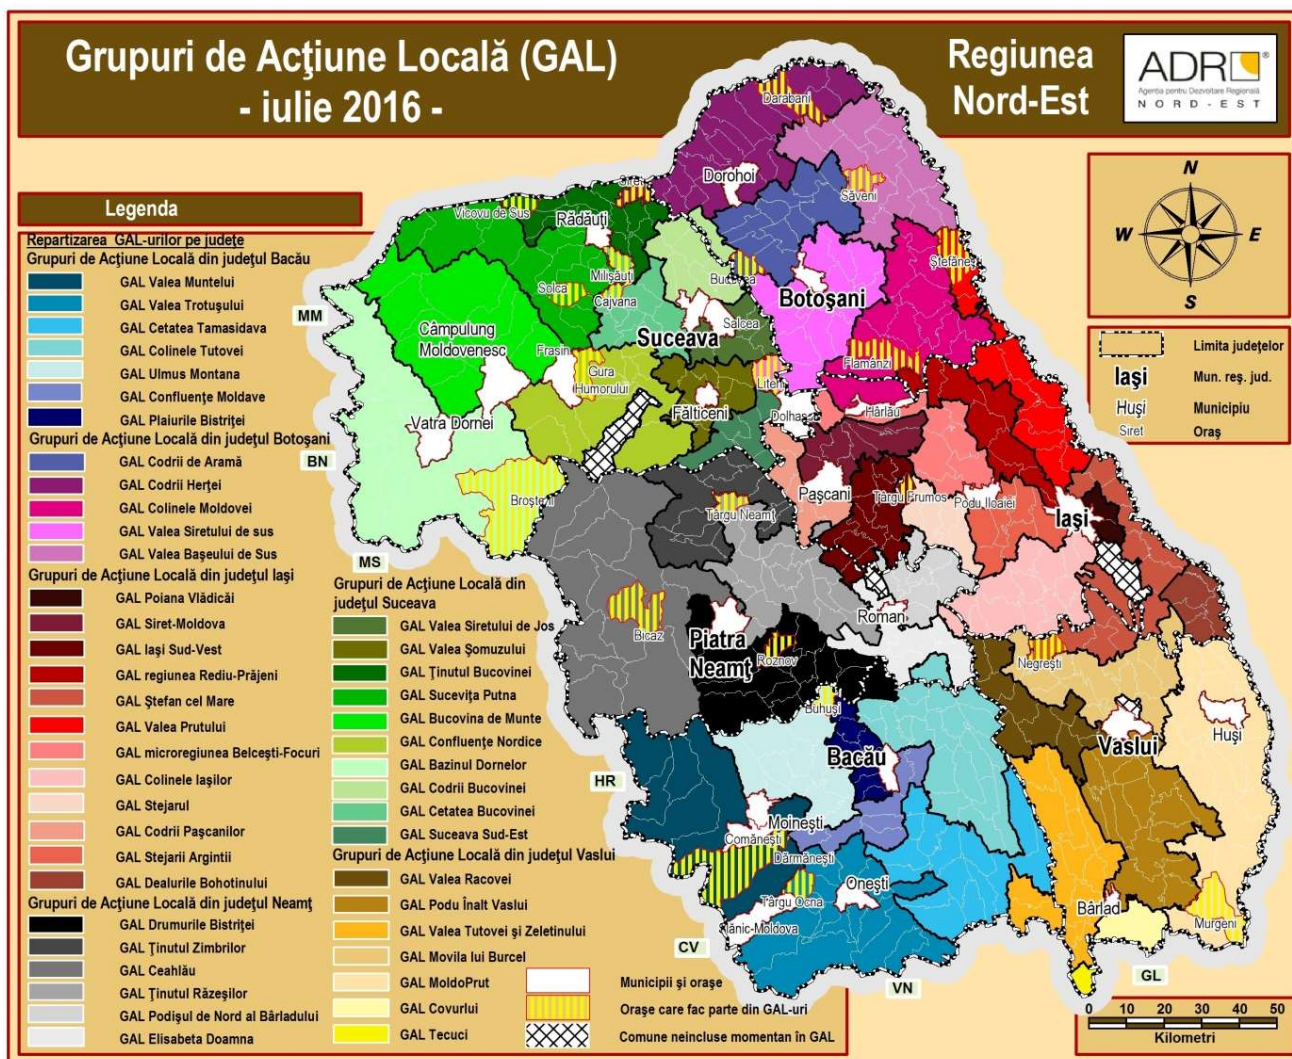 Grupuri de Acţiune Locală (GAL)
- iulie 2016 -
Regiunea
Nord-Est
ADR
Agenția pentru Dezvoltare Regională
NORD-EST
Legenda
Repartizarea GAL-urilor pe judeţe
Grupuri de Acţiune Locală din judeţul Bacău
GAL Valea Muntelui
GAL Valea Trotuşului
GAL Cetatea Tamasidava
GAL Colinele Tutovei
GAL Ulmus Montana
GAL Confluenţe Moldave
GAL Plaiurile Bistriţei
Grupuri de Acţiune Locală din judeţul Botoşani
GAL Codrii de Aramă
GAL Codrii Herţei
GAL Colinele Moldovei
GAL Valea Siretului de sus
GAL Valea Başeului de Sus
Grupuri de Acţiune Locală din judeţul Iaşi
GAL Poiana Vlădicăi
GAL Siret-Moldova
GAL Iaşi Sud-Vest
GAL regiunea Rediu-Prăjeni
GAL Ştefan cel Mare
GAL Valea Prutului
GAL microregiunea Belceşti-Focuri
GAL Colinele Iaşilor
GAL Stejarul
GAL Codrii Paşcanilor
GAL Stejarii Argintii
GAL Dealurile Bohotinului
Grupuri de Acţiune Locală din judeţul Neamţ
GAL Drumurile Bistriţei
GAL Ţinutul Zimbrilor
GAL Ceahlău
GAL Ţinutul Răzeşilor
GAL Podişul de Nord al Bârladului
GAL Elisabeta Doamna
Grupuri de Acţiune Locală din
judeţul Suceava
GAL Valea Siretului de Jos
GAL Valea Şomuzului
GAL Ţinutul Bucovinei
GAL Suceviţa Putna
GAL Bucovina de Munte
GAL Confluenţe Nordice
GAL Bazinul Dornelor
GAL Codrii Bucovinei
GAL Cetatea Bucovinei
GAL Suceava Sud-Est
Grupuri de Acţiune Locală din judeţul Vaslui
GAL Valea Racovei
GAL Podu Înalt Vaslui
GAL Valea Tutovei şi Zeletinului
GAL Movila lui Burcel
GAL MoldoPrut
GAL Covurlui
GAL Tecuci
Municipii şi oraşe
Oraşe care fac parte din GAL-uri
Comune neincluse momentan în GAL
N
W
E
S
Limita judeţelor
Iaşi
Mun. reş. jud.
Huşi
Municipiu
Siret
Oraş
Darabani
Dorohoi
Săveni
Siret
Vicovu de Sus
Rădăuţi
Ştefăneşti
Milişăuţi
Bucecea
Solca
Cajvana
Botoşani
MM
Câmpulung
Moldovenesc
Suceava
Salcea
Frasin
Gura
Humorului
Flamânzi
Liteni
Vatra Dornei
Fălticeni
Dolhasca
Hârlău
BN
Broşteni
Paşcani
Târgu Frumos
Podu Iloaiei
Iaşi
Târgu Neamţ
MS
Bicaz
Piatra
Neamţ
Roman
Roznov
Negreşti
Buhuşi
Huşi
Vaslui
Bacău
HR
Moineşti
Comăneşti
Dărmăneşti
Târgu Ocna
Oneşti
Slănic-Moldova
Bârlad
Murgeni
CV
VN
GL
0 10 20 30 40 50
Kilometri